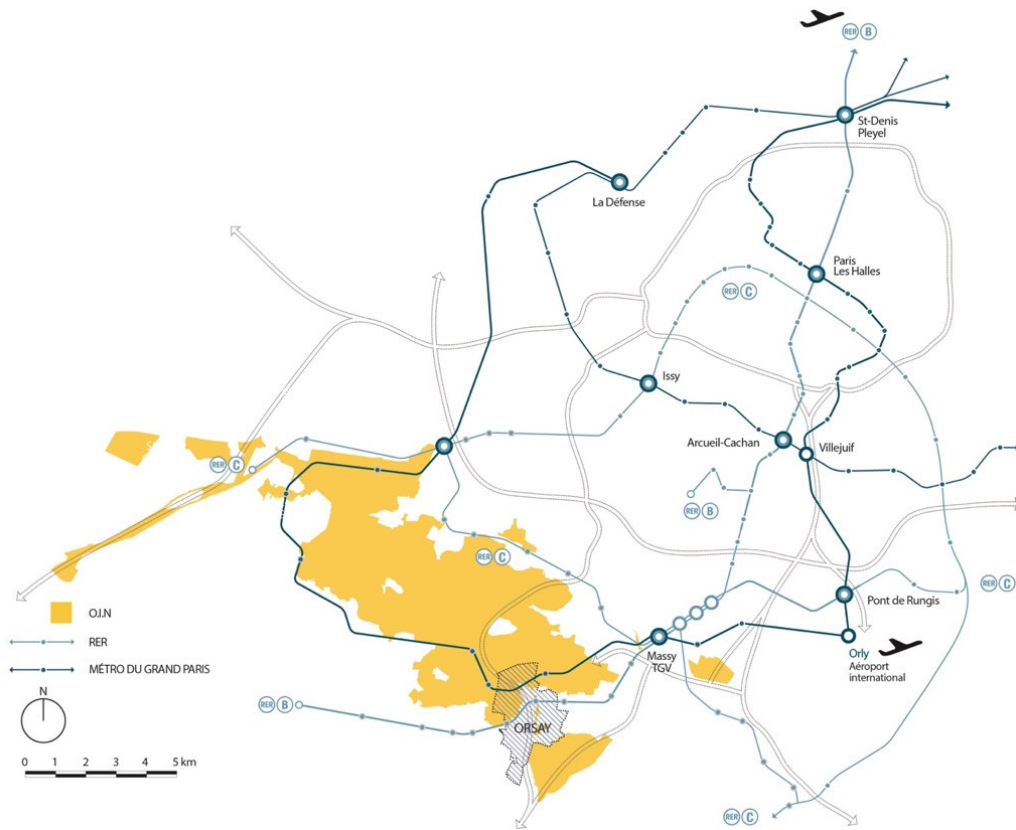 RER B
St-Denis
Pleyel
La Défense
Paris
Les Halles
RER C
Issy
Arcueil-Cachan
Villejuif
RER C
RER B
RER C
RER C
Pont de Rungis
O.I.N
RER
MÉTRO DU GRAND PARIS
Massy
TGV
Orly
Aéroport
international
N
RER B
ORSAY
0 1 2 3 4 5 km
RER C